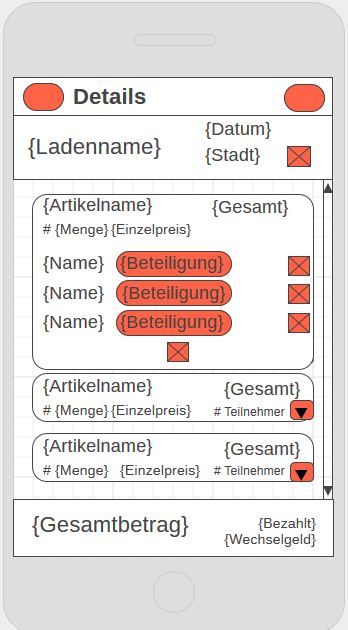 Details
{Ladenname}
{Datum}
{Stadt}
{Artikelname} {Gesamt}
# {Menge} {Einzelpreis}
{Name} {Beteiligung}
{Name} {Beteiligung}
{Name} {Beteiligung}
{Artikelname} {Gesamt}
# {Menge} {Einzelpreis} # Teilnehmer
{Artikelname} {Gesamt}
# {Menge} {Einzelpreis} # Teilnehmer
{Gesamtbetrag} {Bezahlt}
{Wechselgeld}